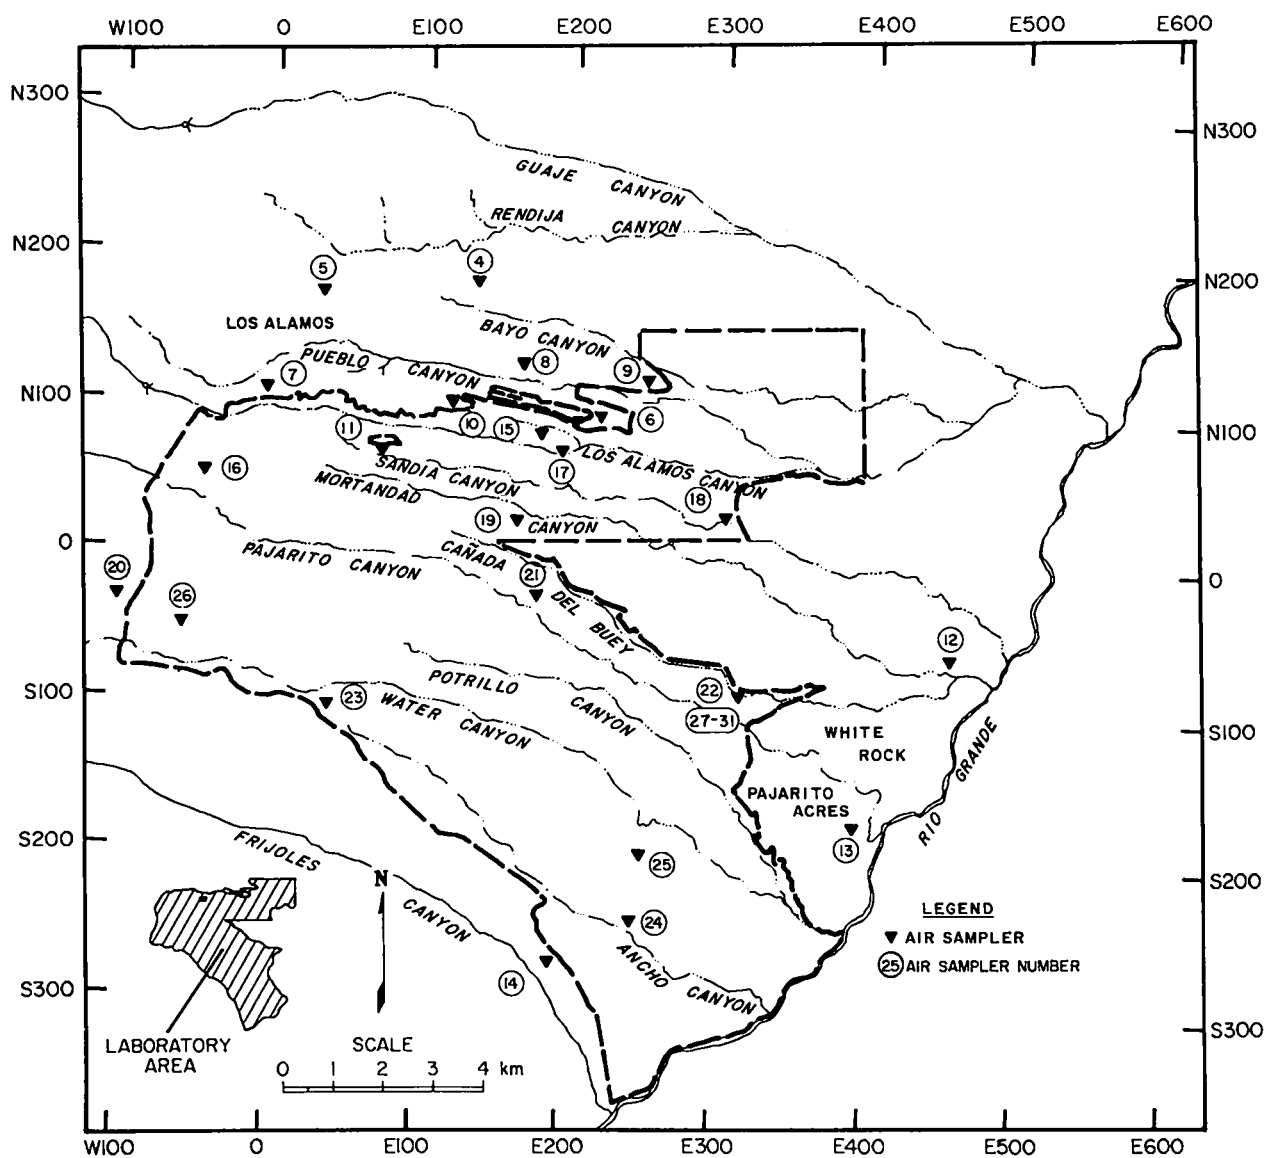 W100 0 E100 E200 E300 E400 E500 E600
N300
N300
GUAJE CANYON
RENDIJA CANYON
N200
5
4
N200
LOS ALAMOS
BAYO CANYON
PUEBLO CANYON
7
8
9
N100
6
10
15
11
N100
16
17
LOS ALAMOS CANYON
SANDIA CANYON
MORTANDAD CANYON
18
19
0
CAÑADA DEL BUEY
PAJARITO CANYON
20
21
0
26
12
S100
POTRILLO CANYON
22
23
27-31
WATER CANYON
WHITE
ROCK
S100
RIO GRANDE
PAJARITO
ACRES
S200
FRIJOLES CANYON
13
25
N
S200
24
LEGEND
AIR SAMPLER
25 AIR SAMPLER NUMBER
ANCHO CANYON
14
S300
S300
LABORATORY
AREA
SCALE
0 1 2 3 4 km
W100 0 E100 E200 E300 E400 E500 E600